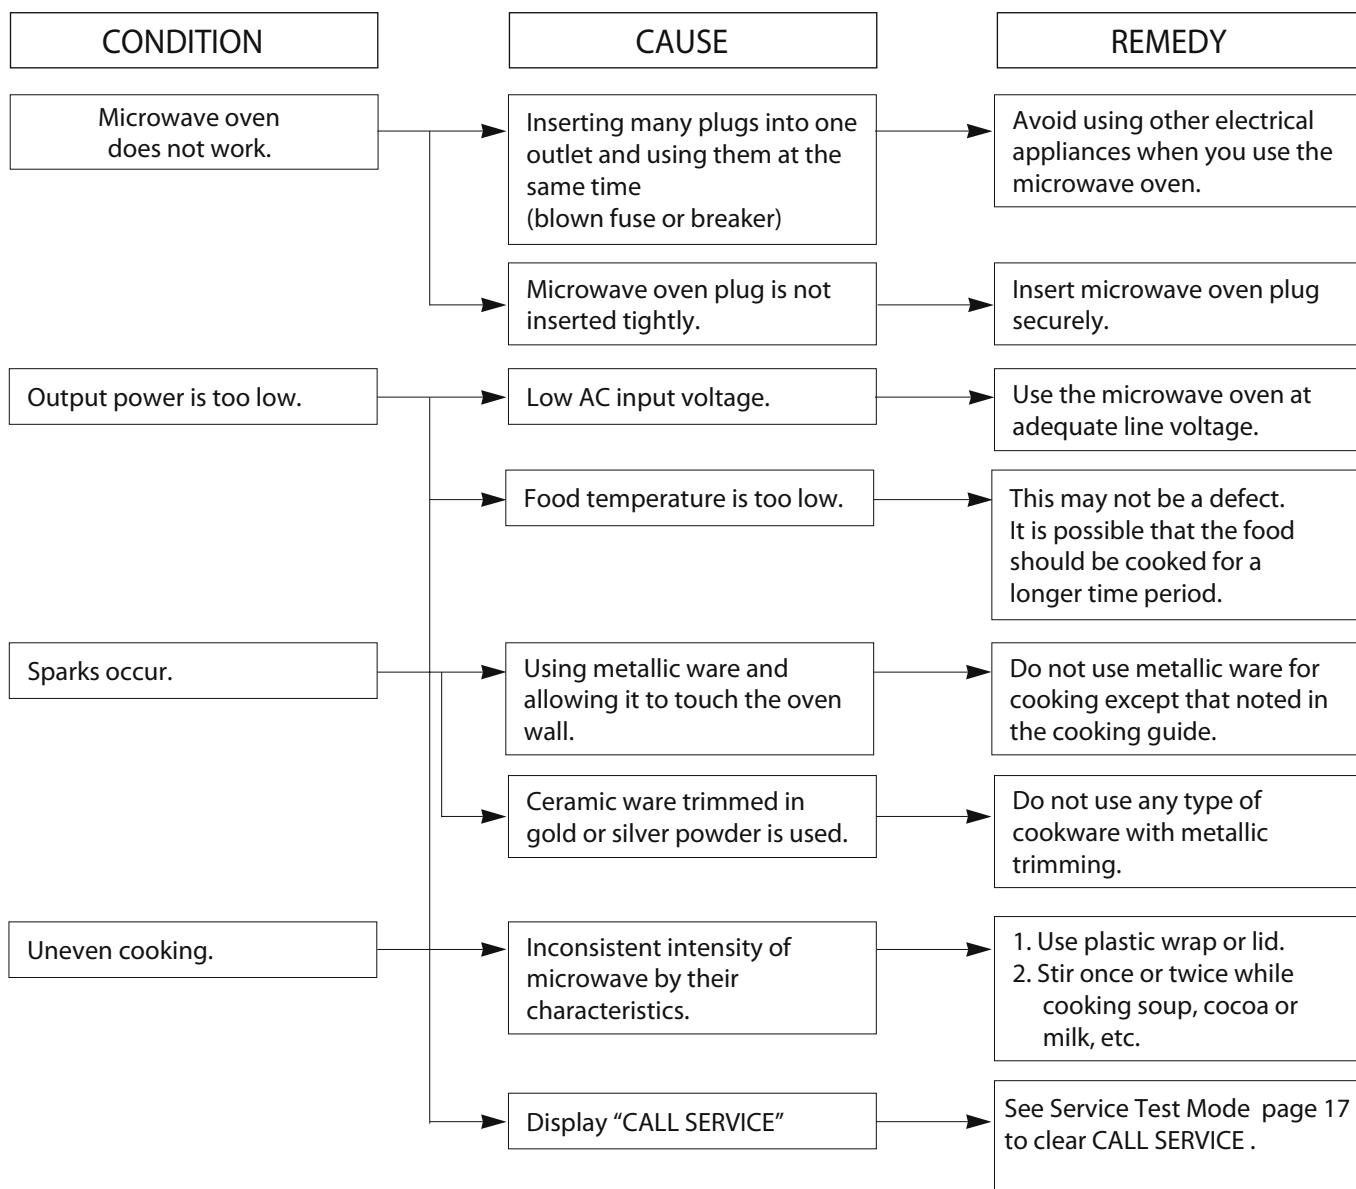 CONDITION
CAUSE
REMEDY
Microwave oven
does not work.
Inserting many plugs into one
outlet and using them at the
same time
(blown fuse or breaker)
Avoid using other electrical
appliances when you use the
microwave oven.
Microwave oven plug is not
inserted tightly.
Insert microwave oven plug
securely.
Output power is too low.
Low AC input voltage.
Use the microwave oven at
adequate line voltage.
Food temperature is too low.
This may not be a defect.
It is possible that the food
should be cooked for a
longer time period.
Sparks occur.
Using metallic ware and
allowing it to touch the oven
wall.
Do not use metallic ware for
cooking except that noted in
the cooking guide.
Ceramic ware trimmed in
gold or silver powder is used.
Do not use any type of
cookware with metallic
trimming.
Uneven cooking.
Inconsistent intensity of
microwave by their
characteristics.
1. Use plastic wrap or lid.
2. Stir once or twice while
cooking soup, cocoa or
milk, etc.
Display “CALL SERVICE”
See Service Test Mode page 17
to clear CALL SERVICE .